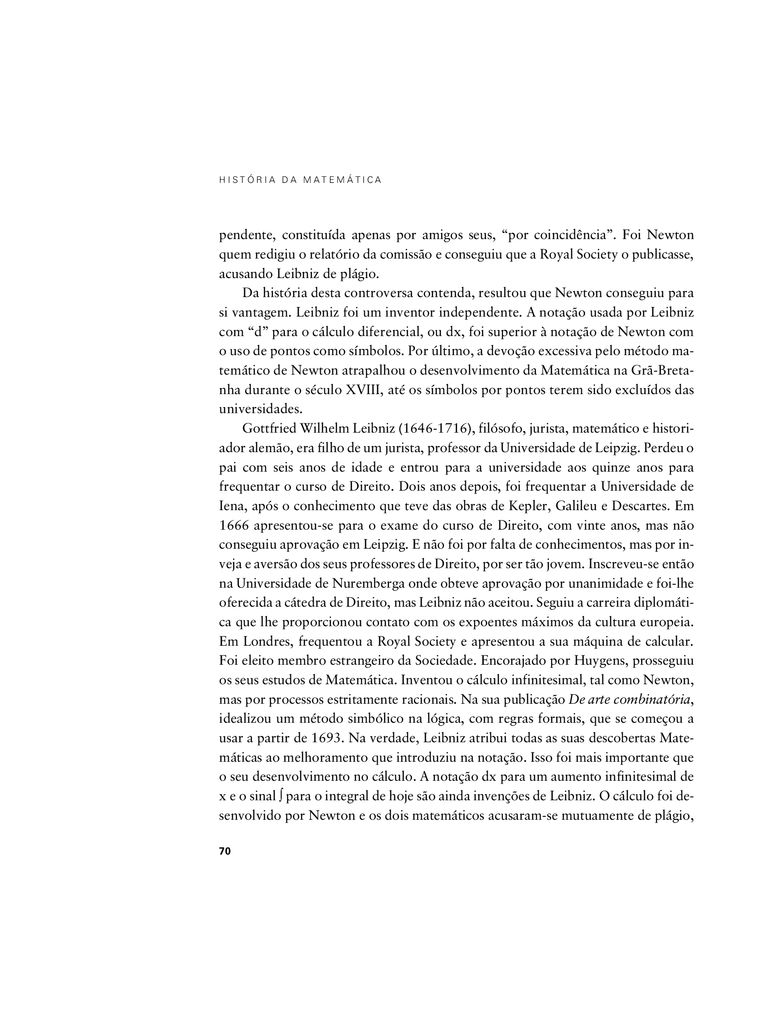 HISTÓRIA DA MATEMÁTICA
pendente, constituída apenas por amigos seus, “por coincidência”. Foi Newton
quem redigiu o relatório da comissão e conseguiu que a Royal Society o publicasse,
acusando Leibniz de plágio.
Da história desta controversa contenda, resultou que Newton conseguiu para
si vantagem. Leibniz foi um inventor independente. A notação usada por Leibniz
com “d” para o cálculo diferencial, ou dx, foi superior à notação de Newton com
o uso de pontos como símbolos. Por último, a devoção excessiva pelo método ma-
temático de Newton atrapalhou o desenvolvimento da Matemática na Grã-Breta-
nha durante o século XVIII, até os símbolos por pontos terem sido excluídos das
universidades.
Gottfried Wilhelm Leibniz (1646-1716), filósofo, jurista, matemático e histori-
ador alemão, era filho de um jurista, professor da Universidade de Leipzig. Perdeu o
pai com seis anos de idade e entrou para a universidade aos quinze anos para
frequentar o curso de Direito. Dois anos depois, foi frequentar a Universidade de
Iena, após o conhecimento que teve das obras de Kepler, Galileu e Descartes. Em
1666 apresentou-se para o exame do curso de Direito, com vinte anos, mas não
conseguiu aprovação em Leipzig. E não foi por falta de conhecimentos, mas por in-
veja e aversão dos seus professores de Direito, por ser tão jovem. Inscreveu-se então
na Universidade de Nuremberga onde obteve aprovação por unanimidade e foi-lhe
oferecida a cátedra de Direito, mas Leibniz não aceitou. Seguiu a carreira diplomáti-
ca que lhe proporcionou contato com os expoentes máximos da cultura europeia.
Em Londres, frequentou a Royal Society e apresentou a sua máquina de calcular.
Foi eleito membro estrangeiro da Sociedade. Encorajado por Huygens, prosseguiu
os seus estudos de Matemática. Inventou o cálculo infinitesimal, tal como Newton,
mas por processos estritamente racionais. Na sua publicação De arte combinatória,
idealizou um método simbólico na lógica, com regras formais, que se começou a
usar a partir de 1693. Na verdade, Leibniz atribui todas as suas descobertas Mate-
máticas ao melhoramento que introduziu na notação. Isso foi mais importante que
o seu desenvolvimento no cálculo. A notação dx para um aumento infinitesimal de
x e o sinal ∫ para o integral de hoje são ainda invenções de Leibniz. O cálculo foi de-
senvolvido por Newton e os dois matemáticos acusaram-se mutuamente de plágio,
70